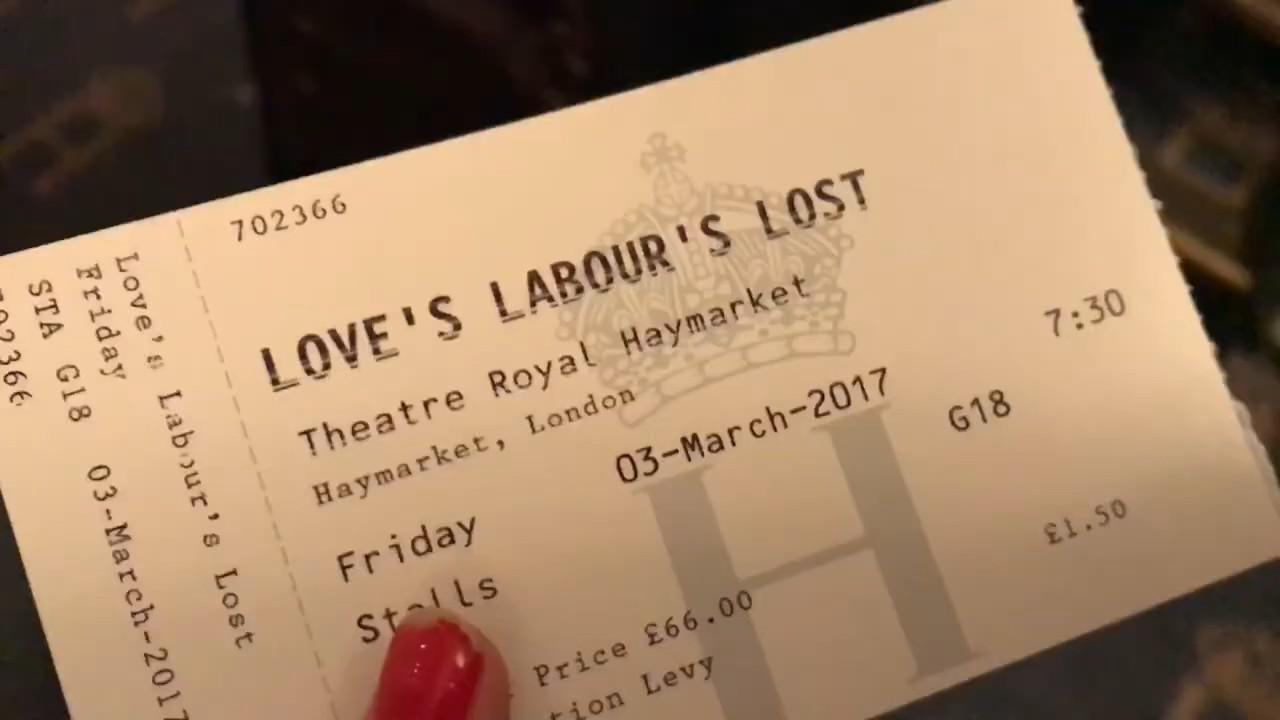 702366
LOVE'S LABOUR'S LOST
Theatre Royal Haymarket
Haymarket, London
7:30
Friday 03-March-2017
Stalls G18
Price £66.00
Levy £1.50
Love's Labour's Lost
Friday 03-March-2017
STA G18
H